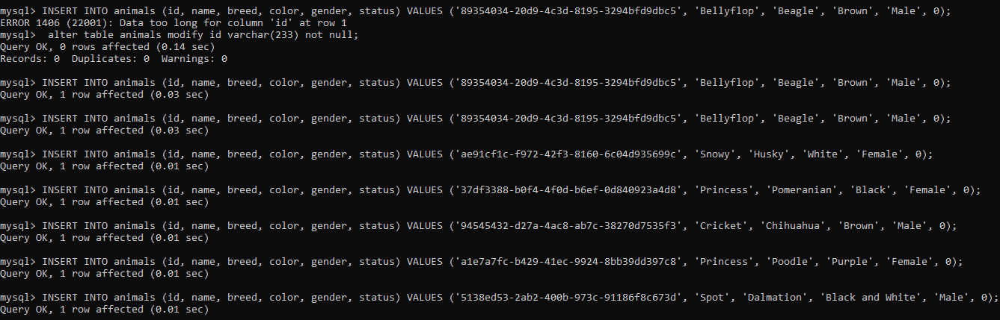 mysql> INSERT INTO animals (id, name, breed, color, gender, status) VALUES ('89354034-20d9-4c3d-8195-3294bfd9dbc5', 'Bellyflop', 'Beagle', 'Brown', 'Male', 0);
ERROR 1406 (22001): Data too long for column 'id' at row 1
mysql>  alter table animals modify id varchar(233) not null;
Query OK, 0 rows affected (0.14 sec)
Records: 0  Duplicates: 0  Warnings: 0
mysql> INSERT INTO animals (id, name, breed, color, gender, status) VALUES ('89354034-20d9-4c3d-8195-3294bfd9dbc5', 'Bellyflop', 'Beagle', 'Brown', 'Male', 0);
Query OK, 1 row affected (0.03 sec)
mysql> INSERT INTO animals (id, name, breed, color, gender, status) VALUES ('89354034-20d9-4c3d-8195-3294bfd9dbc5', 'Bellyflop', 'Beagle', 'Brown', 'Male', 0);
Query OK, 1 row affected (0.03 sec)
mysql> INSERT INTO animals (id, name, breed, color, gender, status) VALUES ('ae91cf1c-f972-42f3-8160-6c04d935699c', 'Snowy', 'Husky', 'White', 'Female', 0);
Query OK, 1 row affected (0.01 sec)
mysql> INSERT INTO animals (id, name, breed, color, gender, status) VALUES ('37df3388-b0f4-4f0d-b6ef-0d840923a4d8', 'Princess', 'Pomeranian', 'Black', 'Female', 0);
Query OK, 1 row affected (0.01 sec)
mysql> INSERT INTO animals (id, name, breed, color, gender, status) VALUES ('94545432-d27a-4ac8-ab7c-38270d7535f3', 'Cricket', 'Chihuahua', 'Brown', 'Male', 0);
Query OK, 1 row affected (0.01 sec)
mysql> INSERT INTO animals (id, name, breed, color, gender, status) VALUES ('a1e7a7fc-b429-41ec-9924-8bb39dd397c8', 'Princess', 'Poodle', 'Purple', 'Female', 0);
Query OK, 1 row affected (0.01 sec)
mysql> INSERT INTO animals (id, name, breed, color, gender, status) VALUES ('5138ed53-2ab2-400b-973c-91186f8c673d', 'Spot', 'Dalmation', 'Black and White', 'Male', 0);
Query OK, 1 row affected (0.01 sec)